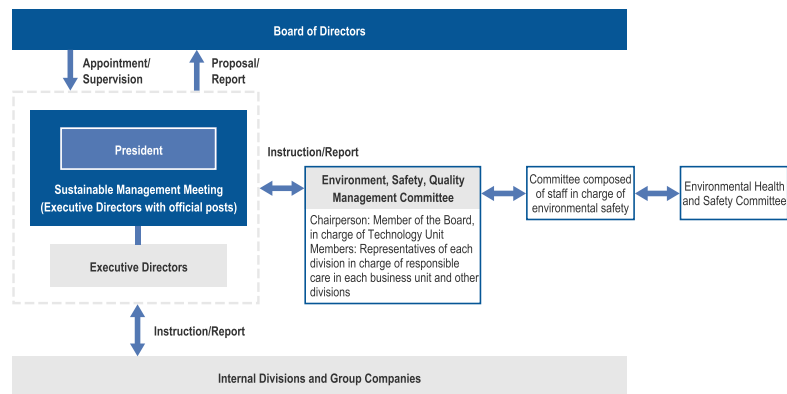 Board of Directors
Appointment/
Supervision
Proposal/
Report
President
Sustainable Management Meeting
(Executive Directors with official posts)
Executive Directors
Instruction/Report
Environment, Safety, Quality
Management Committee
Chairperson: Member of the Board,
in charge of Technology Unit
Members: Representatives of each
division in charge of responsible
care in each business unit and other
divisions
Committee composed
of staff in charge of
environmental safety
Environmental Health
and Safety Committee
Instruction/Report
Internal Divisions and Group Companies